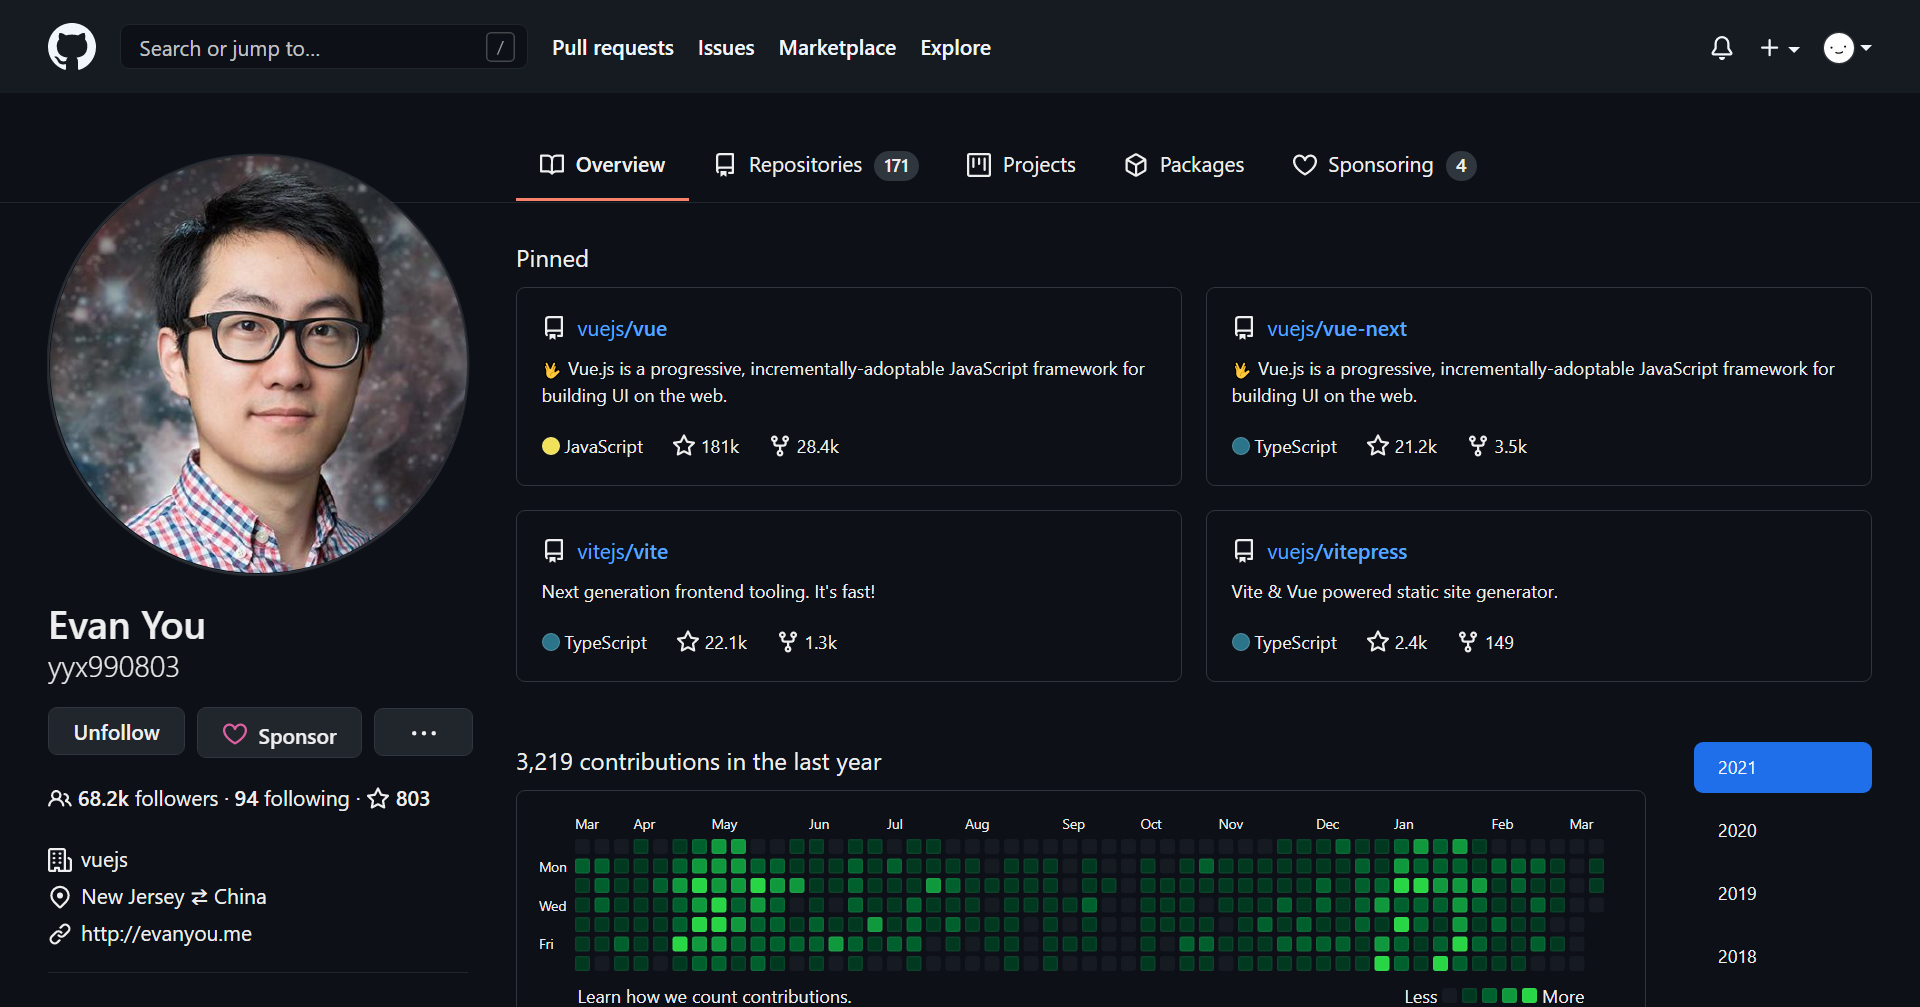 Search or jump to...
/
Pull requests
Issues
Marketplace
Explore
Overview
Repositories 171
Projects
Packages
Sponsoring 4
Evan You
yyx990803
Unfollow
Sponsor
...
68.2k followers · 94 following · 803
vuejs
New Jersey ⇄ China
http://evanyou.me
Pinned
vuejs/vue
🖖 Vue.js is a progressive, incrementally-adoptable JavaScript framework for
building UI on the web.
JavaScript 181k 28.4k
vuejs/vue-next
🖖 Vue.js is a progressive, incrementally-adoptable JavaScript framework for
building UI on the web.
TypeScript 21.2k 3.5k
vitejs/vite
Next generation frontend tooling. It's fast!
TypeScript 22.1k 1.3k
vuejs/vitepress
Vite & Vue powered static site generator.
TypeScript 2.4k 149
3,219 contributions in the last year
Mar Apr May Jun Jul Aug Sep Oct Nov Dec Jan Feb Mar
Mon
Wed
Fri
Learn how we count contributions.
Less More
2021
2020
2019
2018